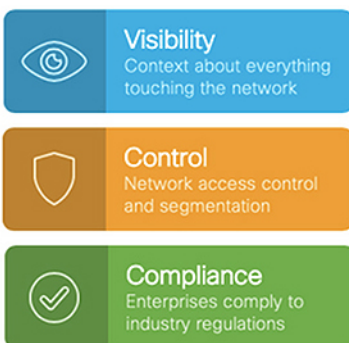 Visibility
Context about everything
touching the network
Control
Network access control
and segmentation
Compliance
Enterprises comply to
industry regulations